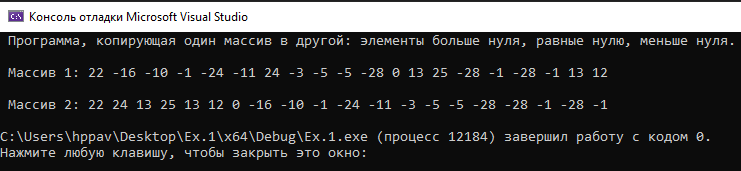 Консоль отладки Microsoft Visual Studio
Программа, копирующая один массив в другой: элементы больше нуля, равные нулю, меньше нуля.
Массив 1: 22 -16 -10 -1 -24 -11 24 -3 -5 -5 -28 0 13 25 -28 -1 -28 -1 13 12
Массив 2: 22 24 13 25 13 12 0 -16 -10 -1 -24 -11 -3 -5 -5 -28 -28 -1 -28 -1
C:\Users\hppav\Desktop\Ex.1\x64\Debug\Ex.1.exe (процесс 12184) завершил работу с кодом 0.
Нажмите любую клавишу, чтобы закрыть это окно: